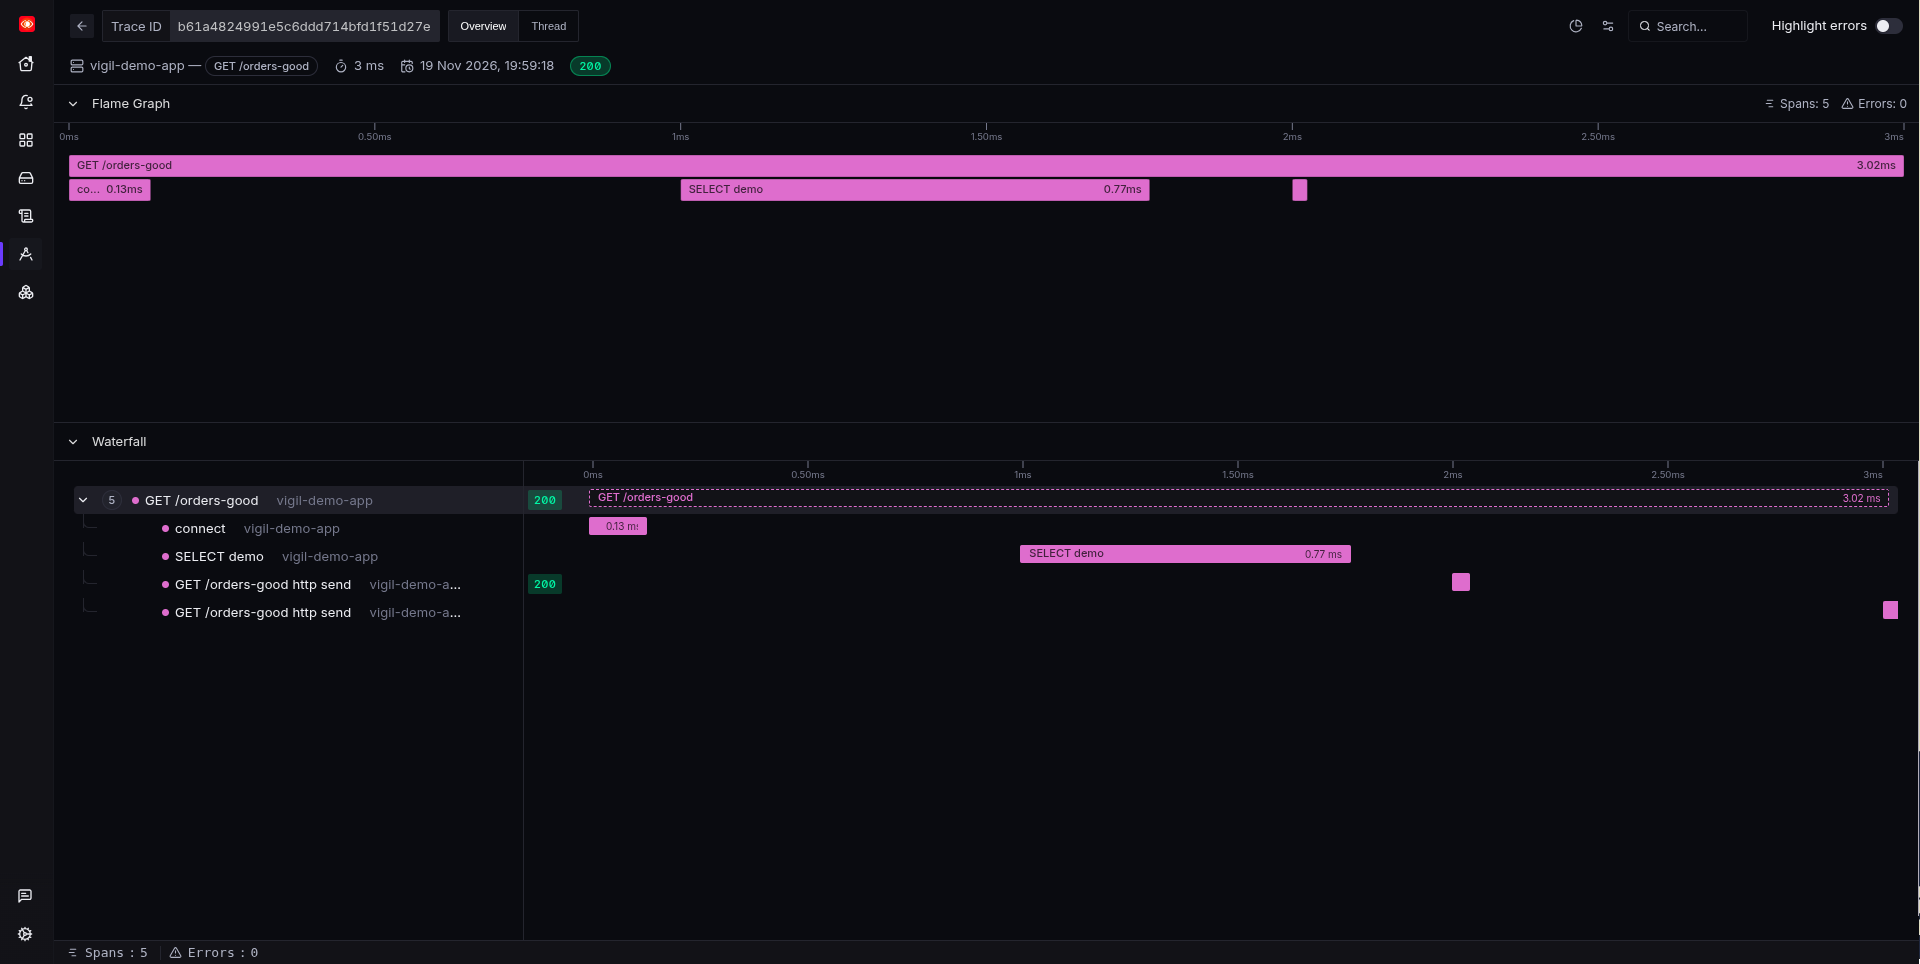 Trace ID b61a4824991e5c6ddd714bfd1f51d27e Overview Thread Search... Highlight errors
vigil-demo-app — GET /orders-good 3 ms 19 Nov 2026, 19:59:18 200
Flame Graph Spans: 5 Errors: 0
0ms 0.50ms 1ms 1.50ms 2ms 2.50ms 3ms
GET /orders-good 3.02ms
co... 0.13ms SELECT demo 0.77ms
Waterfall
0ms 0.50ms 1ms 1.50ms 2ms 2.50ms 3ms
5 GET /orders-good vigil-demo-app 200 GET /orders-good 3.02 ms
connect vigil-demo-app 0.13 ms
SELECT demo vigil-demo-app SELECT demo 0.77 ms
GET /orders-good http send vigil-demo-a... 200
GET /orders-good http send vigil-demo-a...
Spans : 5 Errors : 0